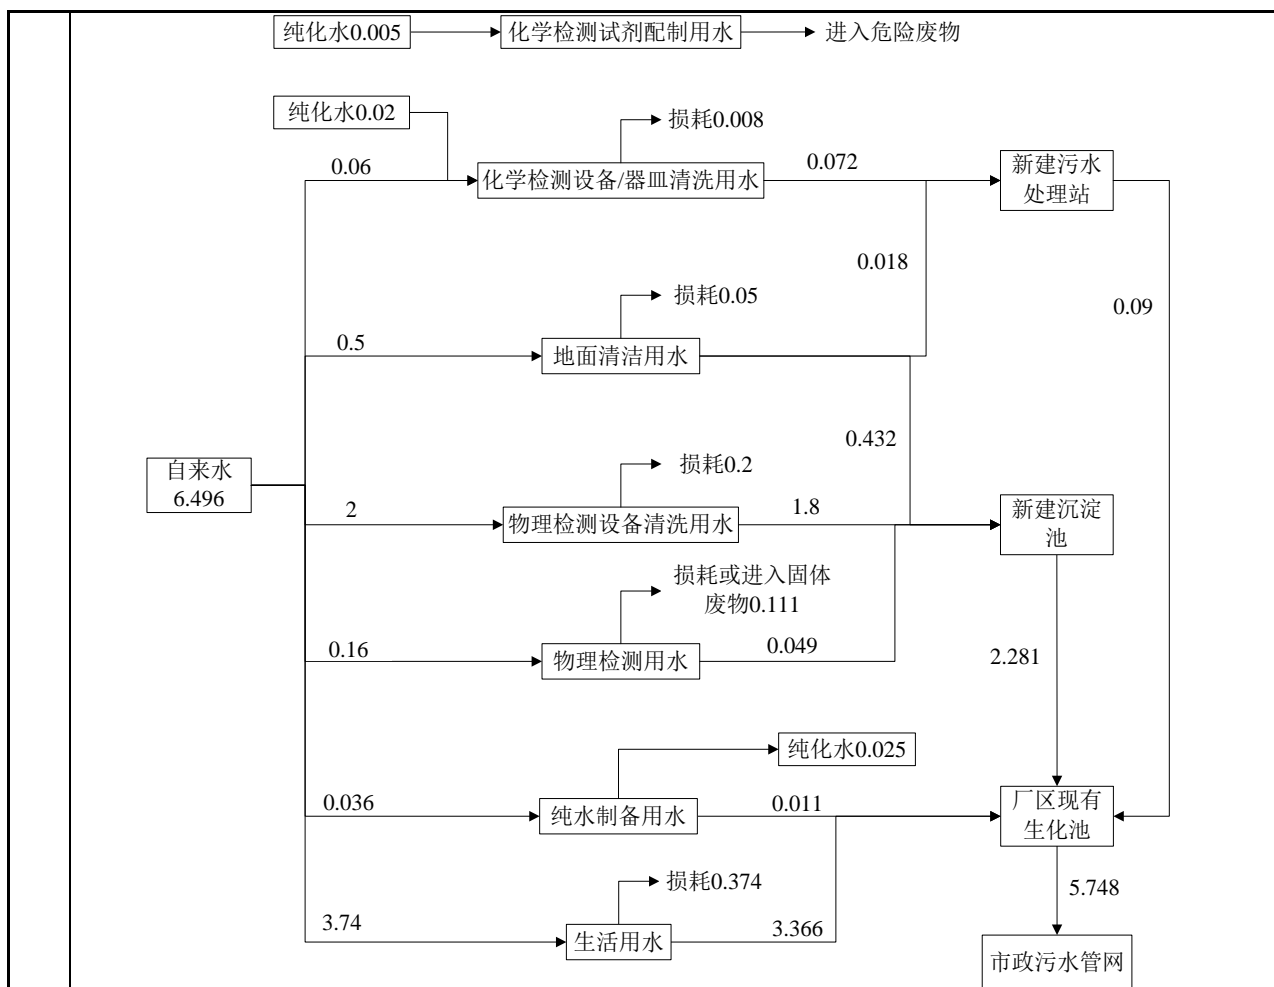 纯化水0.005
化学检测试剂配制用水
进入危险废物
纯化水0.02
损耗0.008
0.06
化学检测设备/器皿清洗用水
0.072
新建污水
处理站
0.018
损耗0.05
0.09
0.5
地面清洁用水
0.432
自来水
6.496
损耗0.2
2
物理检测设备清洗用水
1.8
新建沉淀
池
损耗或进入固体
废物0.111
0.16
物理检测用水
0.049
2.281
纯化水0.025
0.036
纯水制备用水
0.011
厂区现有
生化池
损耗0.374
5.748
3.74
生活用水
3.366
市政污水管网